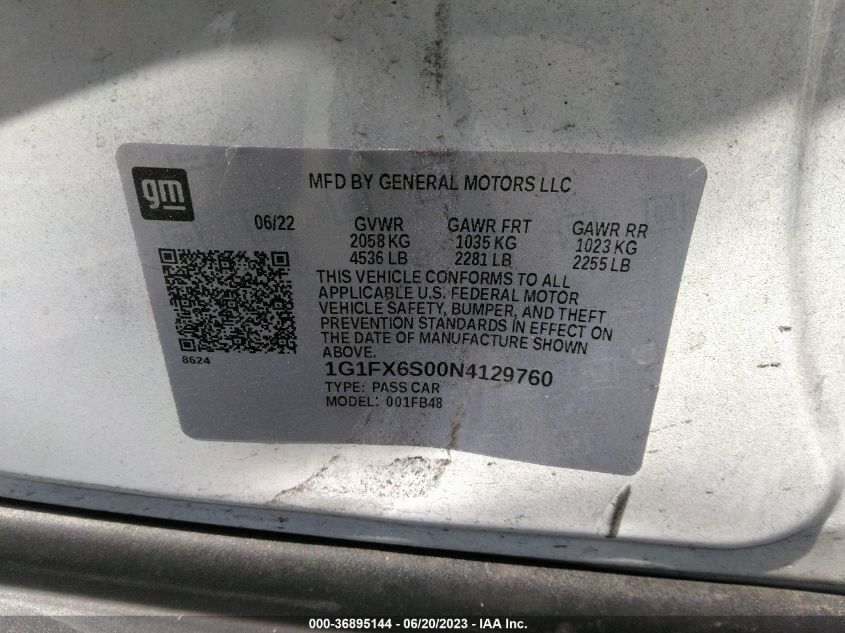 gm
MFD BY GENERAL MOTORS LLC
06/22 GVWR GAWR FRT GAWR RR
2058 KG 1035 KG 1023 KG
4536 LB 2281 LB 2255 LB
THIS VEHICLE CONFORMS TO ALL
APPLICABLE U.S. FEDERAL MOTOR
VEHICLE SAFETY, BUMPER, AND THEFT
PREVENTION STANDARDS IN EFFECT ON
THE DATE OF MANUFACTURE SHOWN
ABOVE.
8624
1G1FX6S00N4129760
TYPE: PASS CAR
MODEL: 001FB48
000-36895144 - 06/20/2023 - IAA Inc.